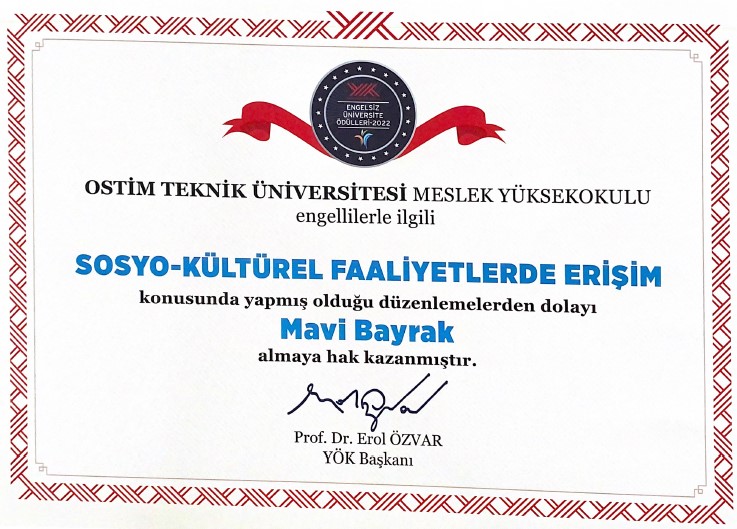 YÖK
ENGELSİZ
ÜNİVERSİTE
ÖDÜLLERİ-2022
OSTİM TEKNİK ÜNİVERSİTESİ MESLEK YÜKSEKOKULU
engellilerle ilgili
SOSYO-KÜLTÜREL FAALİYETLERDE ERİŞİM
konusunda yapmış olduğu düzenlemelerden dolayı
Mavi Bayrak
almaya hak kazanmıştır.
Prof. Dr. Erol ÖZVAR
YÖK Başkanı